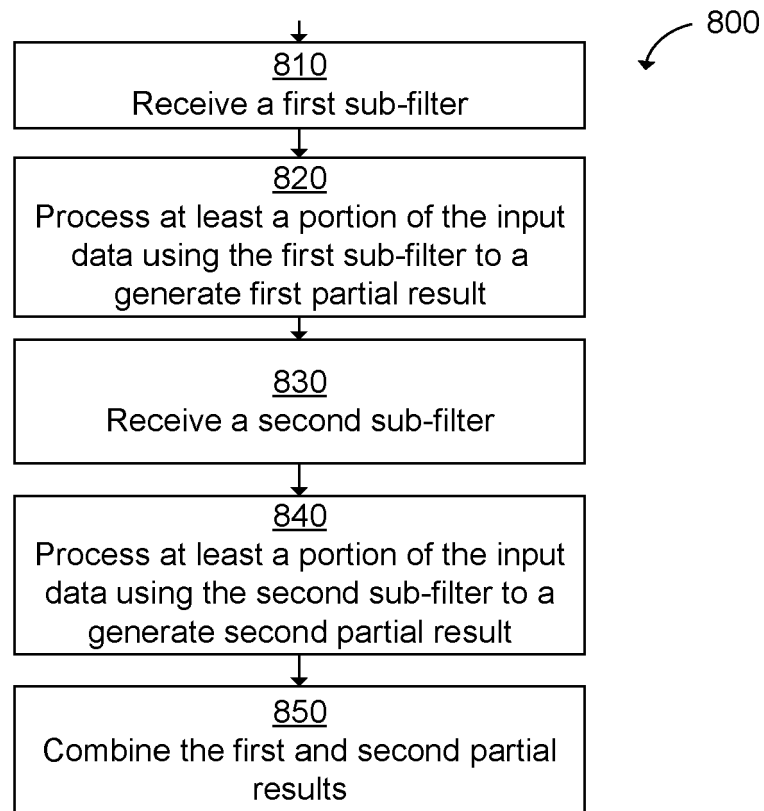 800
810
Receive a first sub-filter
820
Process at least a portion of the input
data using the first sub-filter to a
generate first partial result
830
Receive a second sub-filter
840
Process at least a portion of the input
data using the second sub-filter to a
generate second partial result
850
Combine the first and second partial
results